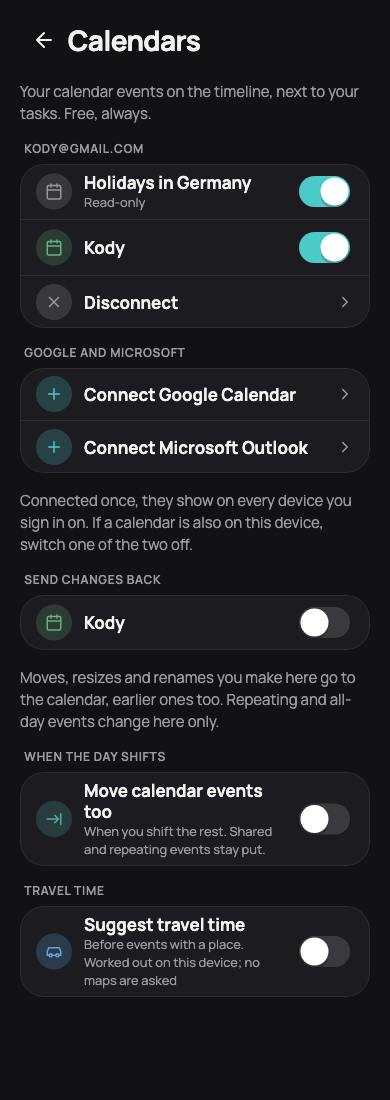 Calendars
Your calendar events on the timeline, next to your
tasks. Free, always.
KODY@GMAIL.COM
Holidays in Germany
Read-only
Kody
Disconnect
GOOGLE AND MICROSOFT
Connect Google Calendar
Connect Microsoft Outlook
Connected once, they show on every device you
sign in on. If a calendar is also on this device,
switch one of the two off.
SEND CHANGES BACK
Kody
Moves, resizes and renames you make here go to
the calendar, earlier ones too. Repeating and all-
day events change here only.
WHEN THE DAY SHIFTS
Move calendar events
too
When you shift the rest. Shared
and repeating events stay put.
TRAVEL TIME
Suggest travel time
Before events with a place.
Worked out on this device; no
maps are asked